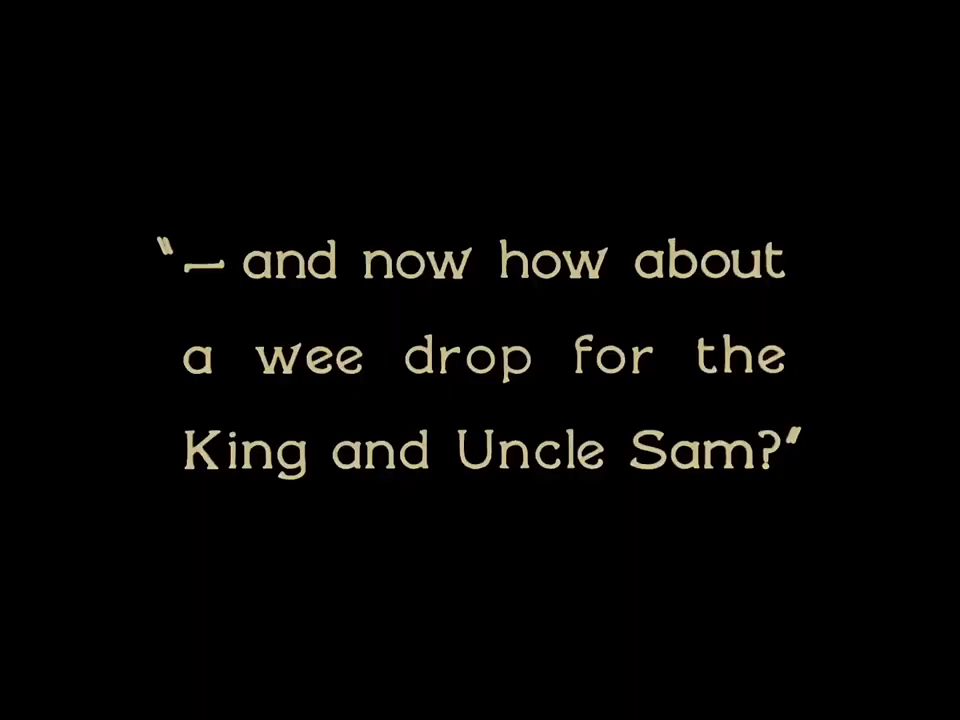 "— and now how about
a wee drop for the
King and Uncle Sam?"